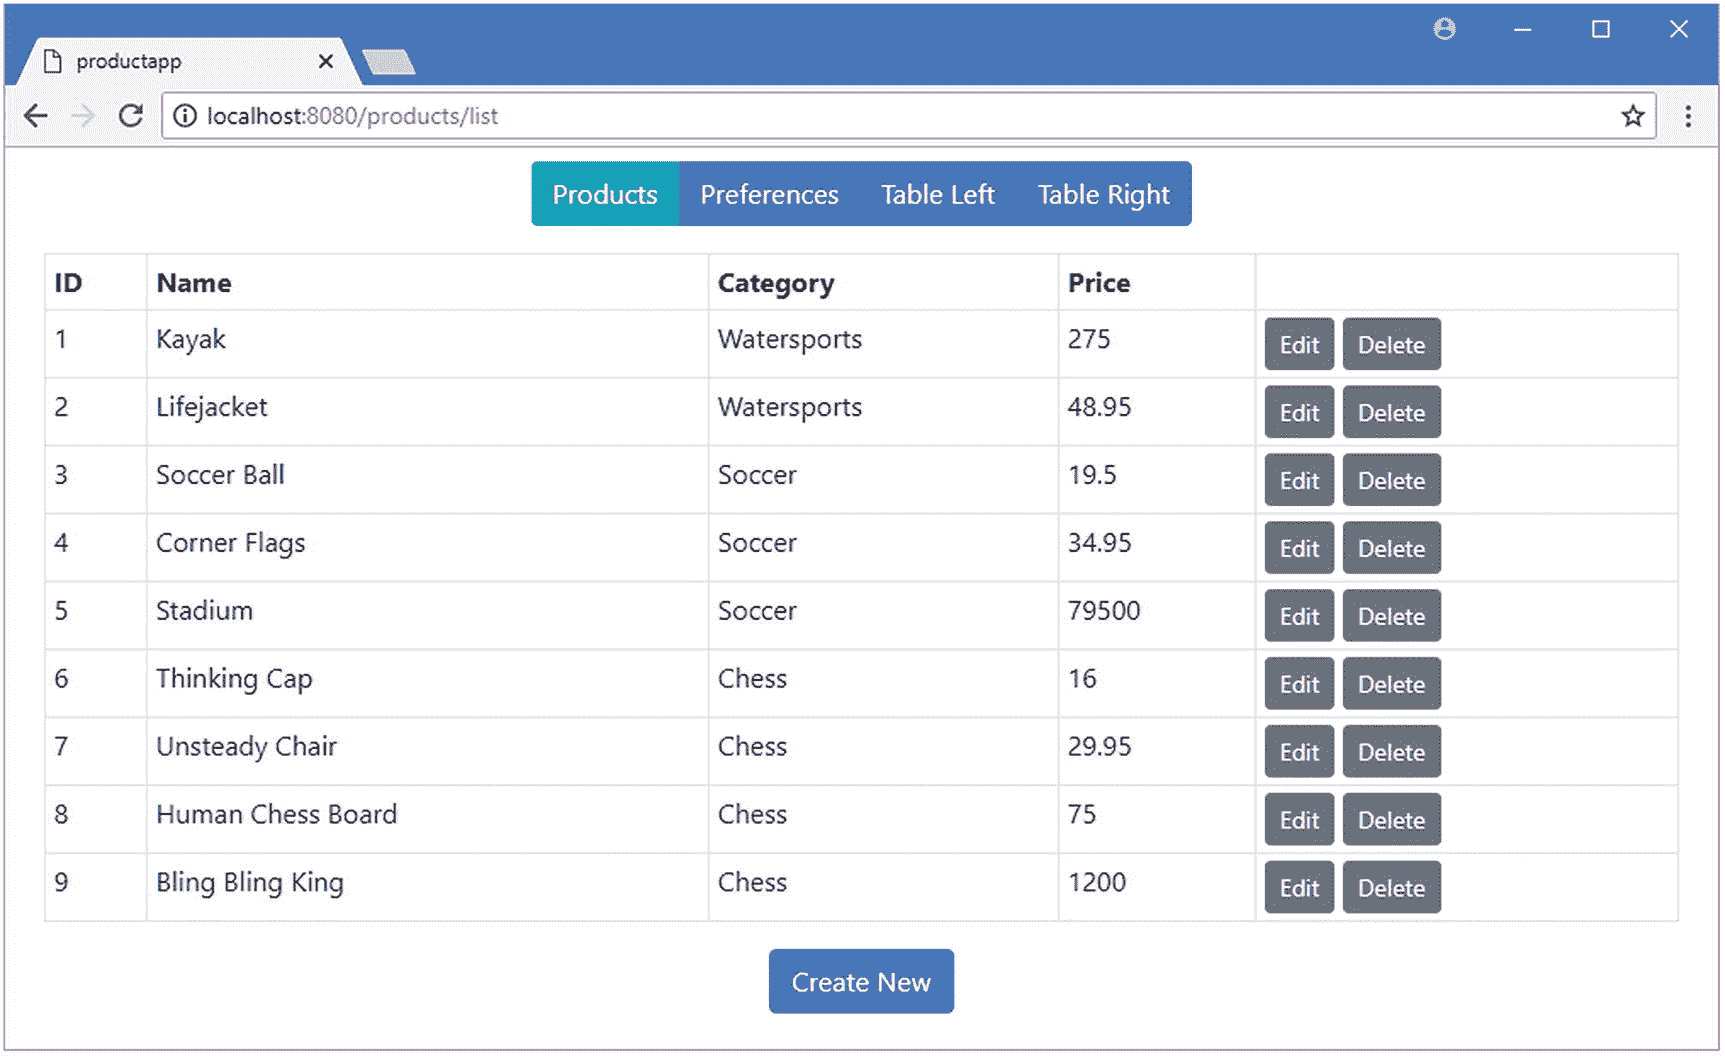 productapp
localhost:8080/products/list
Products Preferences Table Left Table Right
ID Name Category Price
1 Kayak Watersports 275 Edit Delete
2 Lifejacket Watersports 48.95 Edit Delete
3 Soccer Ball Soccer 19.5 Edit Delete
4 Corner Flags Soccer 34.95 Edit Delete
5 Stadium Soccer 79500 Edit Delete
6 Thinking Cap Chess 16 Edit Delete
7 Unsteady Chair Chess 29.95 Edit Delete
8 Human Chess Board Chess 75 Edit Delete
9 Bling Bling King Chess 1200 Edit Delete
Create New